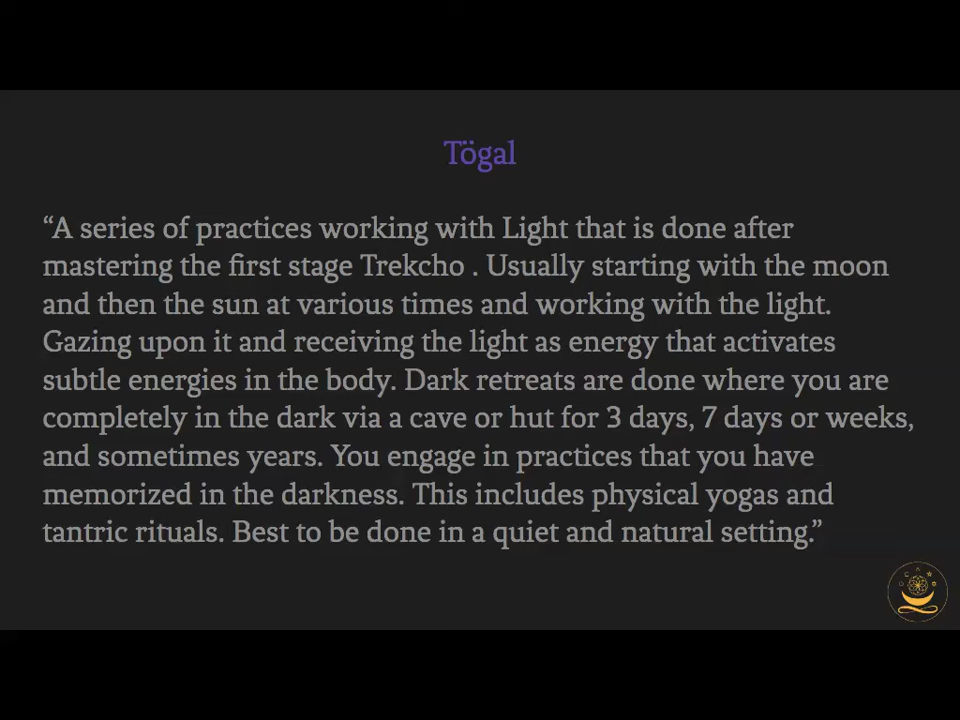 Tögal
“A series of practices working with Light that is done after
mastering the first stage Trekcho . Usually starting with the moon
and then the sun at various times and working with the light.
Gazing upon it and receiving the light as energy that activates
subtle energies in the body. Dark retreats are done where you are
completely in the dark via a cave or hut for 3 days, 7 days or weeks,
and sometimes years. You engage in practices that you have
memorized in the darkness. This includes physical yogas and
tantric rituals. Best to be done in a quiet and natural setting.”